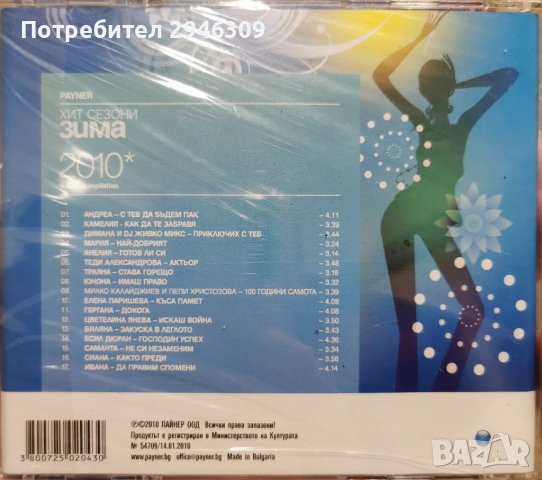 Потребител 2946309
PAYNER
ХИТ СЕЗОНИ
ЗИМА
2010*
compilation
01. АНДРЕА – С ТЕБ ДА БЪДЕМ ПАК – 4.11
02. КАМЕЛИЯ - КАК ДА ТЕ ЗАБРАВЯ – 3.39
03. ДИМАНА И DJ ЖИВКО МИКС – ПРИКЛЮЧИХ С ТЕБ .44
04. МАРИЯ – НАЙ-ДОБРИЯТ – 3.24
05. АНЕЛИЯ – ГОТОВ ЛИ СИ – 3.14
06. ТЕДИ АЛЕКСАНДРОВА – АКТЬОР – 3.48
07. ТРАЯНА – СТАВА ГОРЕЩО – 3.18
08. ЮНОНА – ИМАШ ПРАВО – 3.32
09. МИЛКО КАЛАЙДЖИЕВ И ПЕПИ ХРИСТОЗОВА – 100 ГОДИНИ САМОТА – 3.39
10. ЕЛЕНА ПАРИШЕВА – КЪСА ПАМЕТ – 4.08
11. ГЕРГАНА – ДОКОГА – 4.08
12. ЦВЕТЕЛИНА ЯНЕВА – ИСКАШ ВОЙНА – 3.50
13. БИЛЯНА – ЗАКУСКА В ЛЕГЛОТО – 3.43
14. ЕСИЛ ДЮРАН – ГОСПОДИН УСПЕХ – 4.36
15. САМАНТА – НЕ СИ НЕЗАМЕНИМ – 3.34
16. СИАНА – КАКТО ПРЕДИ – 3.56
17. ИВАНА – ДА ПРАВИМ СПОМЕНИ – 4.14
℗©2010 ПАЙНЕР ООД Всички права запазени!
Продуктът е регистриран в Министерството на Културата
№ 54709/14.01.2010
www.payner.bg office@payner.bg Made in Bulgaria
3 800725 020430
BAZAR